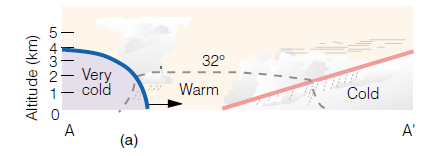 Altitude (km)
5
4
3
2
1
0
Very
cold
32°
Warm
Cold
A
A'
(a)